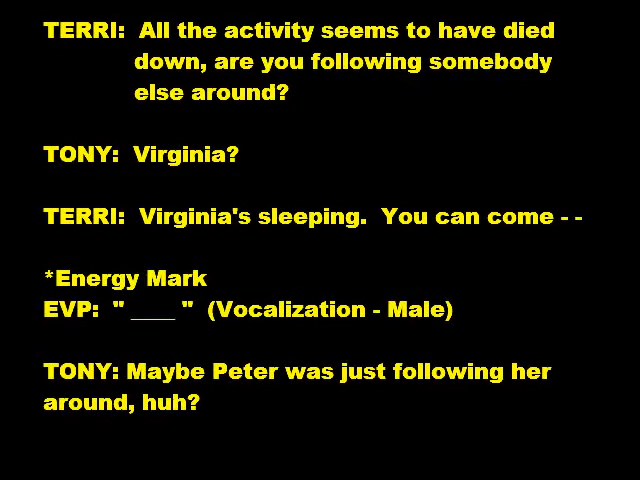 TERRI:  All the activity seems to have died
down, are you following somebody
else around?
TONY:  Virginia?
TERRI:  Virginia's sleeping.  You can come - -
*Energy Mark
EVP:  " ____ "  (Vocalization - Male)
TONY: Maybe Peter was just following her
around, huh?